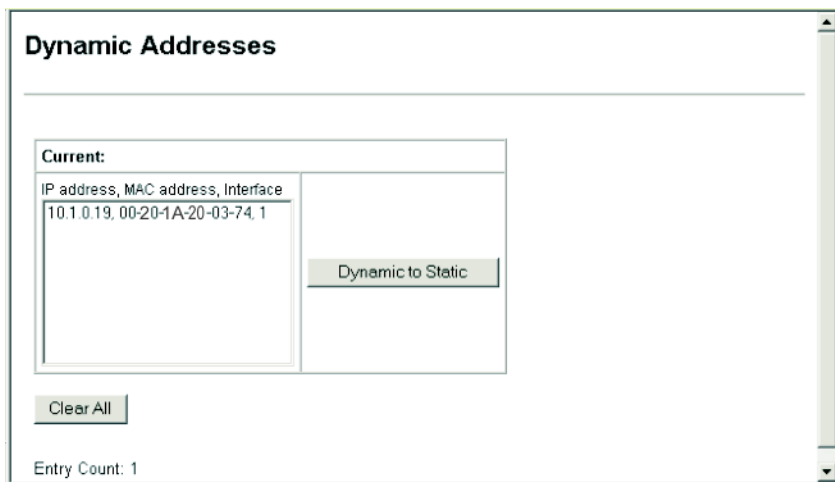 Dynamic Addresses
Current:
IP address, MAC address, Interface
10.1.0.19, 00-20-1A-20-03-74, 1
Dynamic to Static
Clear All
Entry Count: 1